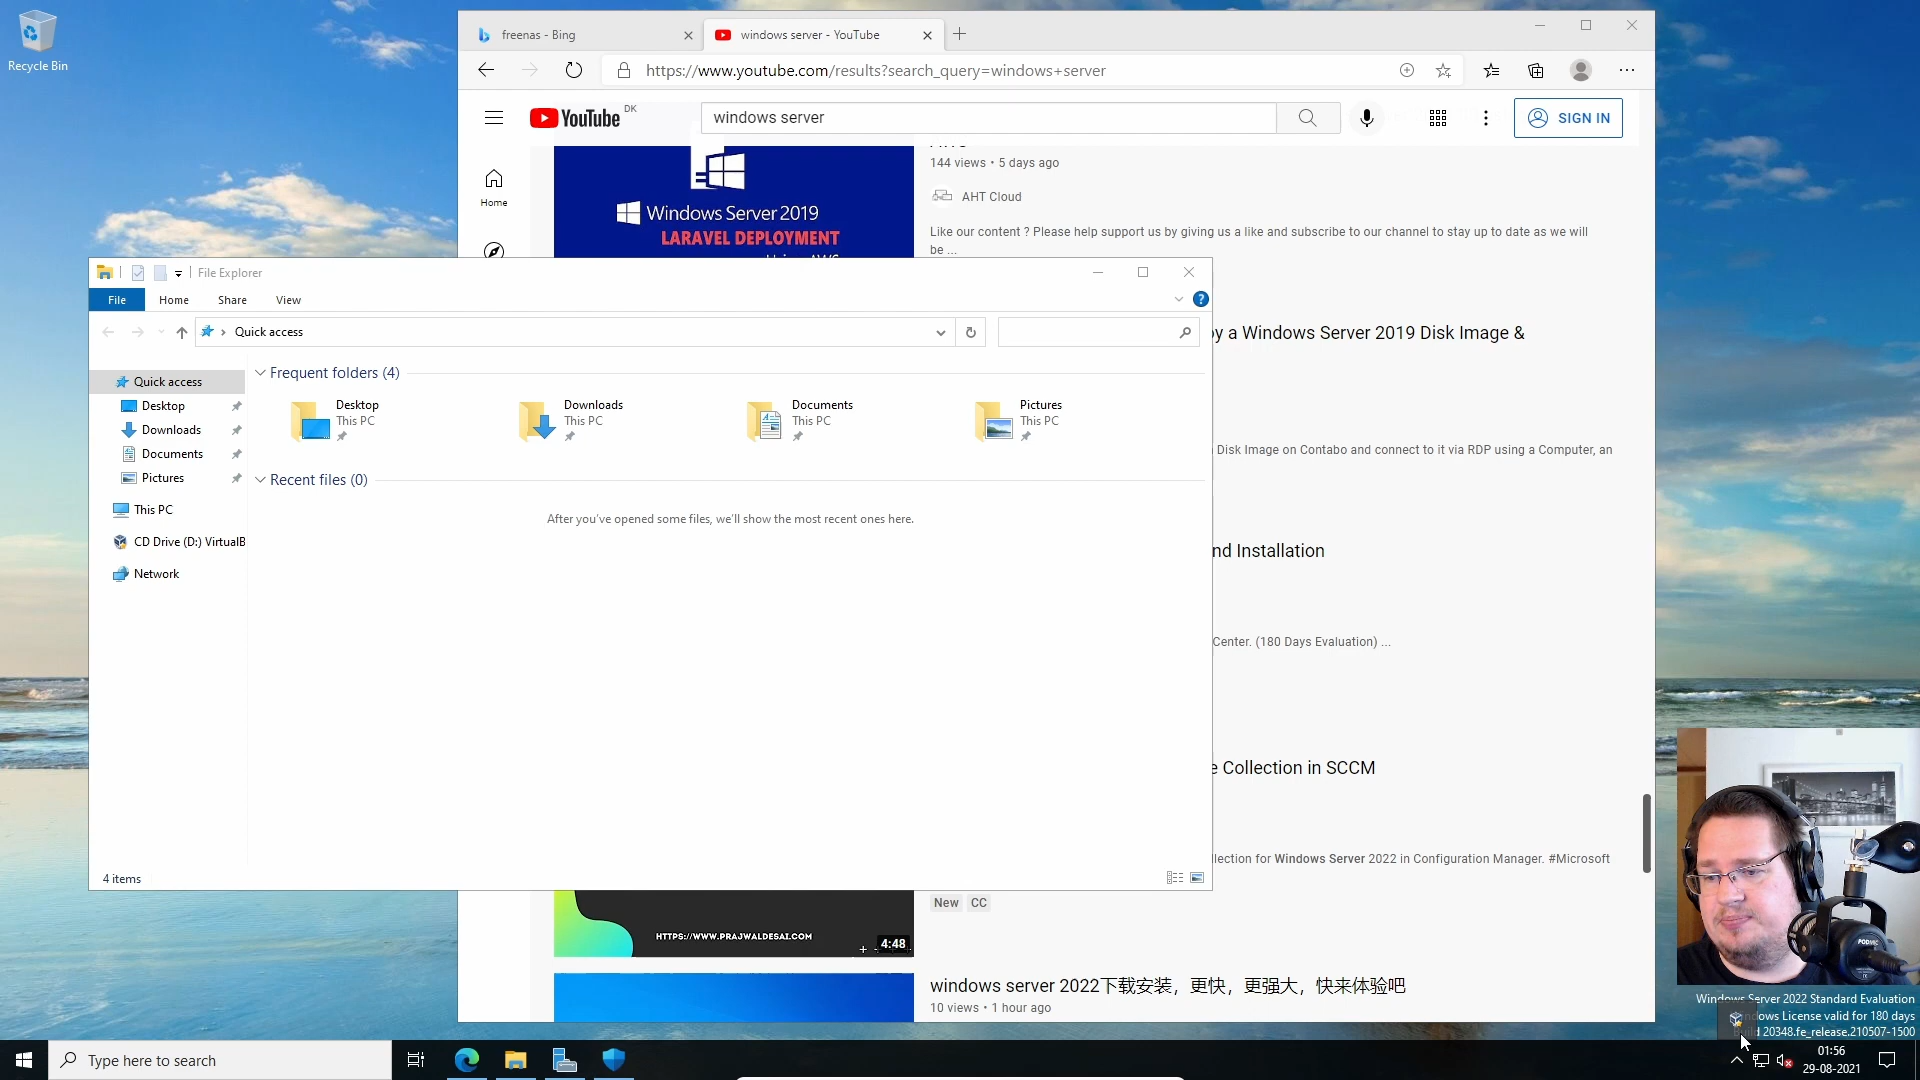 Recycle Bin
freenas - Bing
windows server - YouTube
https://www.youtube.com/results?search_query=windows+server
YouTube
DK
windows server
SIGN IN
Home
Windows Server 2019
LARAVEL DEPLOYMENT
144 views • 5 days ago
AHT Cloud
Like our content ? Please help support us by giving us a like and subscribe to our channel to stay up to date as we will
be ...
File Explorer
File
Home
Share
View
Quick access
by a Windows Server 2019 Disk Image &
Quick access
Desktop
Downloads
Documents
Pictures
This PC
CD Drive (D:) VirtualB
Network
Frequent folders (4)
Desktop
This PC
Downloads
This PC
Documents
This PC
Pictures
This PC
Recent files (0)
After you've opened some files, we'll show the most recent ones here.
Disk Image on Contabo and connect to it via RDP using a Computer, an
nd Installation
Center. (180 Days Evaluation) ...
e Collection in SCCM
llection for Windows Server 2022 in Configuration Manager. #Microsoft
4 items
New
CC
HTTPS://WWW.PRAJWALDESAI.COM
4:48
windows server 2022下载安装，更快，更强大，快来体验吧
10 views • 1 hour ago
PODMIC
Windows Server 2022 Standard Evaluation
dows License valid for 180 days
ld 20348.fe_release.210507-1500
Type here to search
01:56
29-08-2021